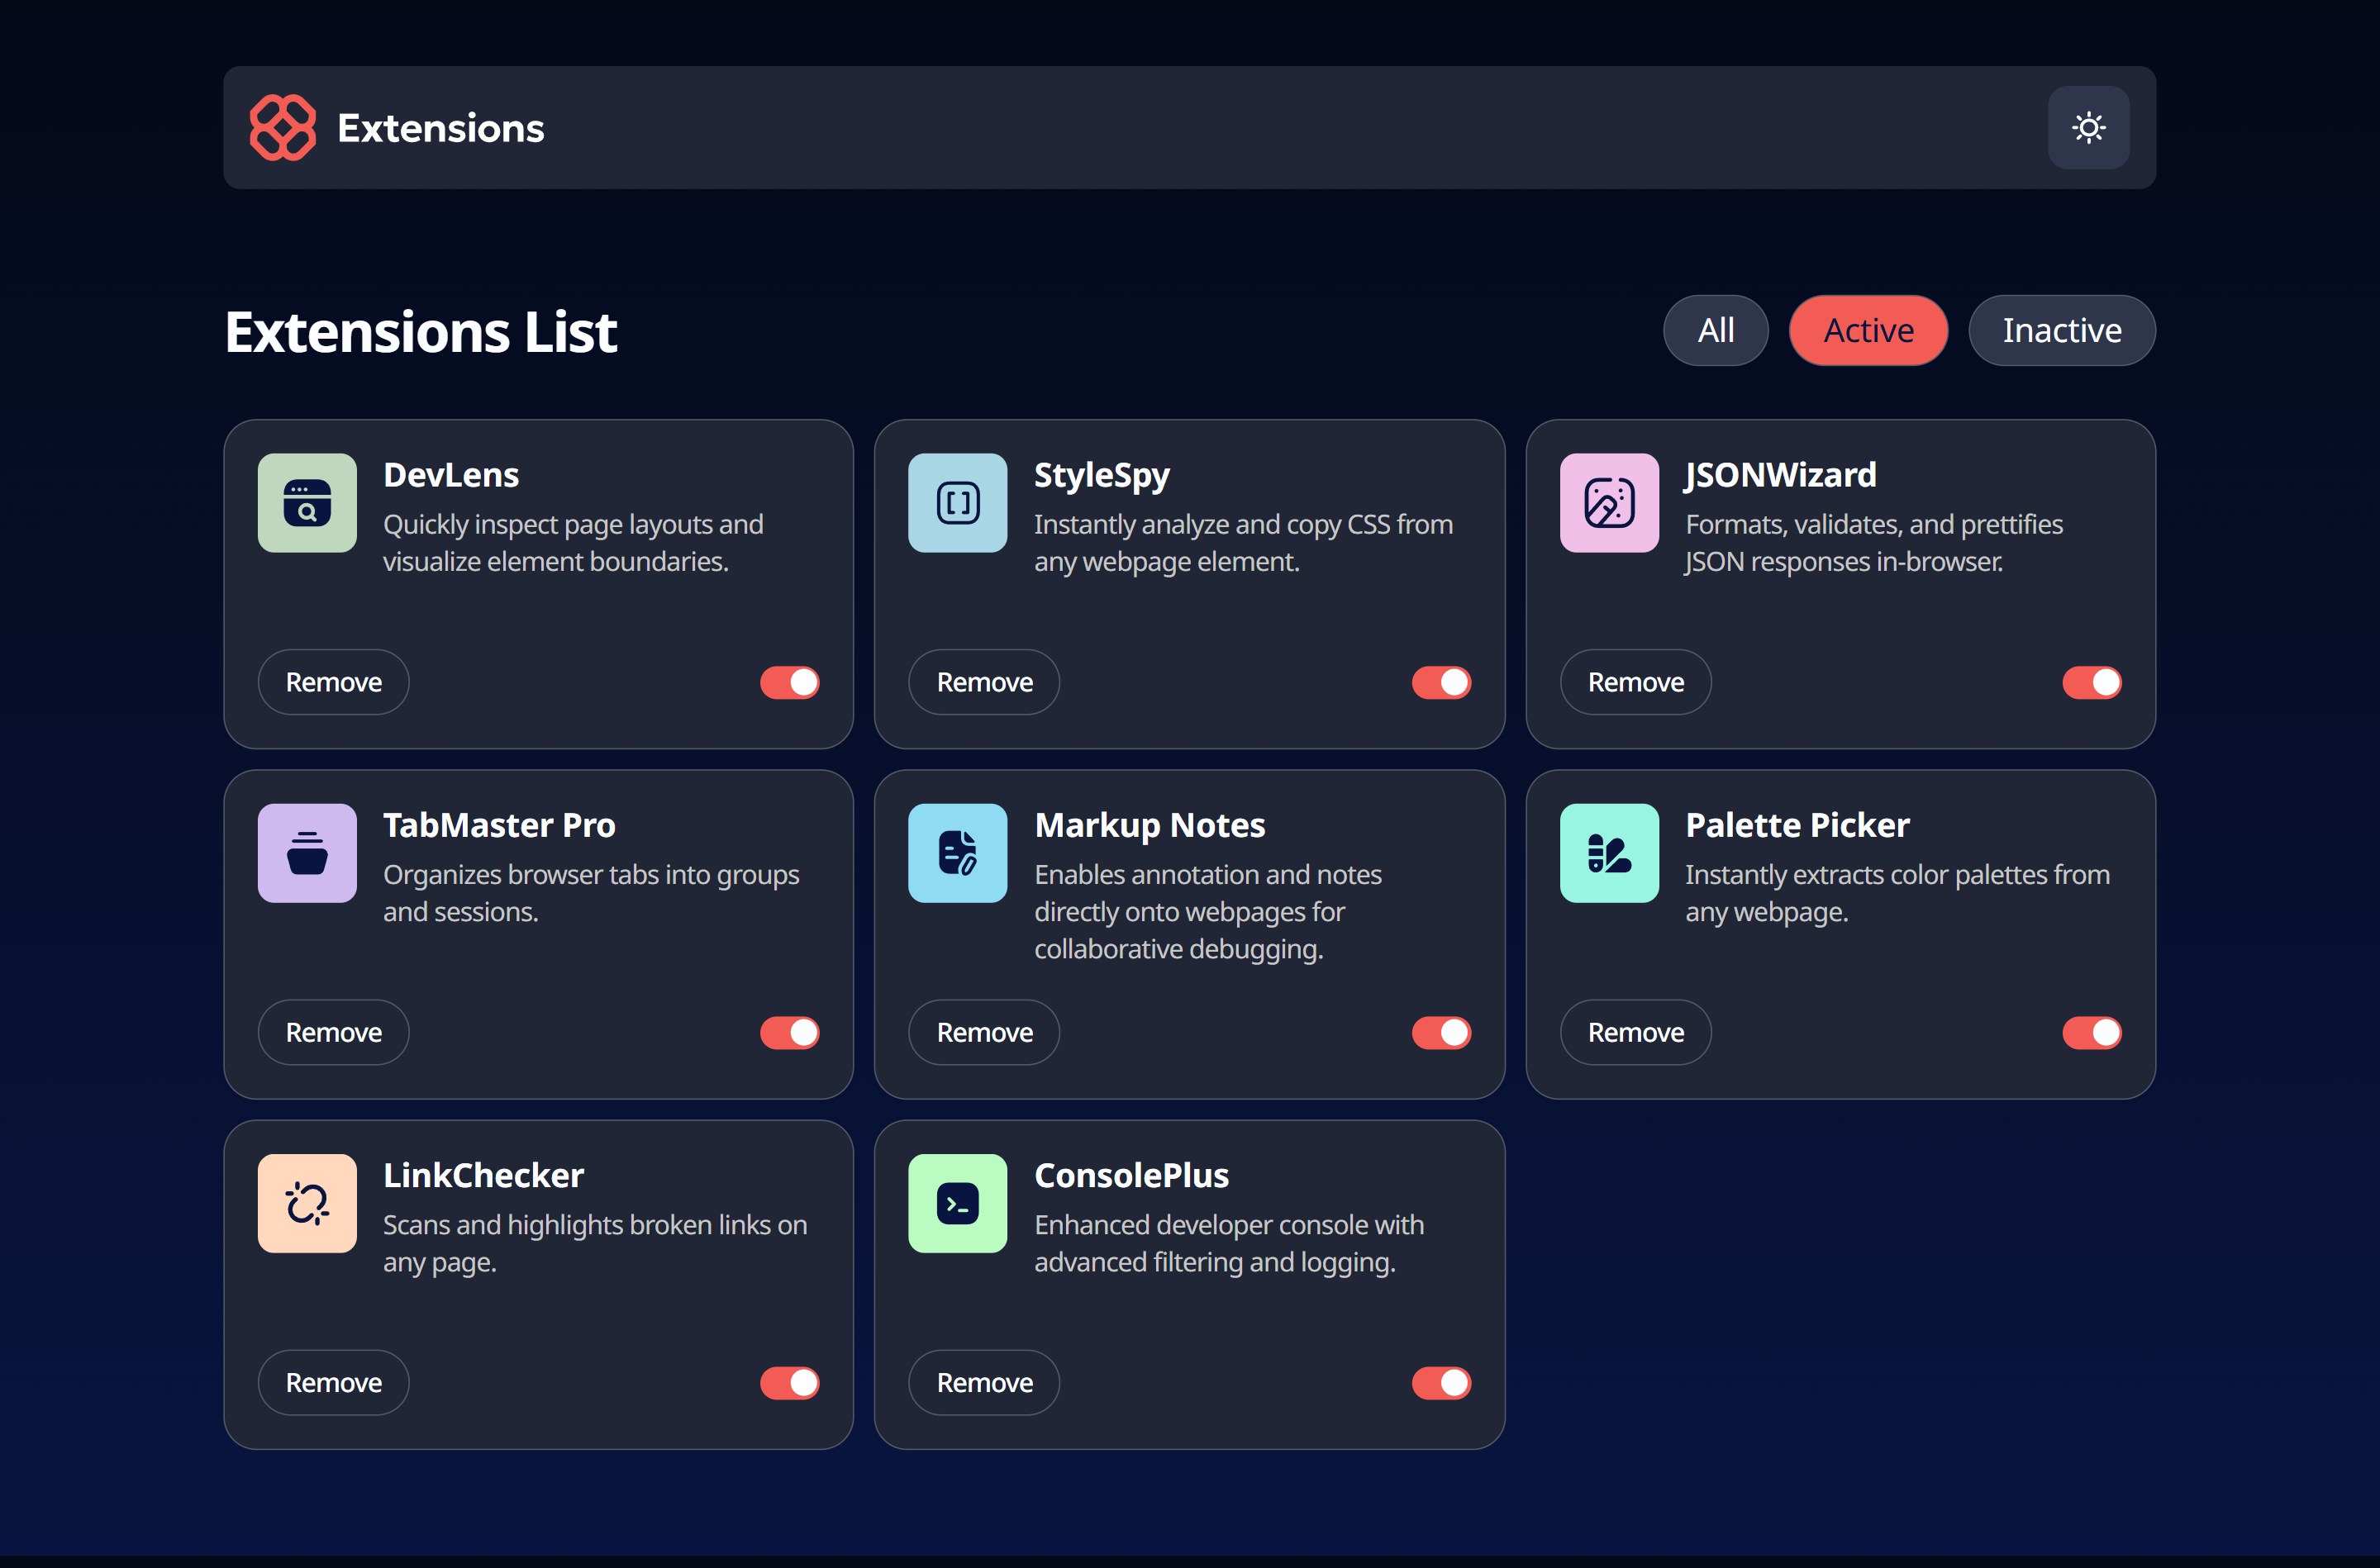 Extensions
Extensions List
All
Active
Inactive
DevLens
Quickly inspect page layouts and
visualize element boundaries.
Remove
StyleSpy
Instantly analyze and copy CSS from
any webpage element.
Remove
JSONWizard
Formats, validates, and prettifies
JSON responses in-browser.
Remove
TabMaster Pro
Organizes browser tabs into groups
and sessions.
Remove
Markup Notes
Enables annotation and notes
directly onto webpages for
collaborative debugging.
Remove
Palette Picker
Instantly extracts color palettes from
any webpage.
Remove
LinkChecker
Scans and highlights broken links on
any page.
Remove
ConsolePlus
Enhanced developer console with
advanced filtering and logging.
Remove